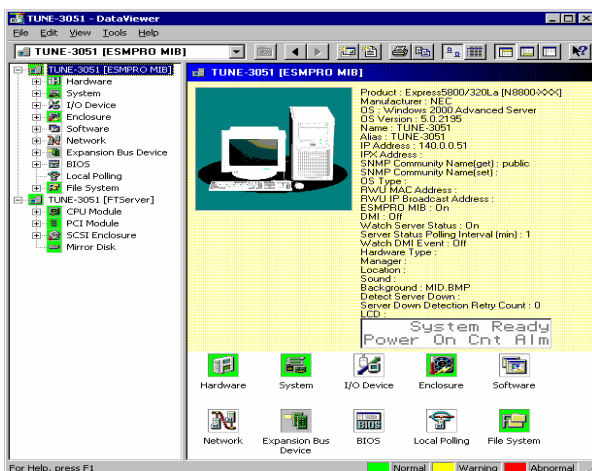 TUNE-3051 - DataViewer
File Edit View Tools Help
TUNE-3051 [ESMPRO MIB]
TUNE-3051 [ESMPRO MIB]
Hardware
System
I/O Device
Enclosure
Software
Network
Expansion Bus Device
BIOS
Local Polling
File System
TUNE-3051 [FTServer]
CPU Module
PCI Module
SCSI Enclosure
Mirror Disk
TUNE-3051 [ESMPRO MIB]
Product : Express5800/320La [N8800-XXX]
Manufacturer : NEC
OS : Windows 2000 Advanced Server
OS Version : 5.0.2195
Name : TUNE-3051
Alias : TUNE-3051
IP Address : 140.0.0.51
IPX Address :
SNMP Community Name(get) : public
SNMP Community Name(set) :
OS Type :
RWU MAC Address :
RWU IP Broadcast Address :
ESMPRO MIB : On
DMI : Off
Watch Server Status : On
Server Status Polling Interval (min) : 1
Watch DMI Event : Off
Hardware Type :
Manager :
Location :
Sound :
Background : MID.BMP
Detect Server Down :
Server Down Detection Retry Count : 0
LCD :
System Ready
Power On Cnt Alm
Hardware System I/O Device Enclosure Software
BIOS
Network Expansion Bus Device BIOS Local Polling File System
For Help, press F1
Normal Warning Abnormal